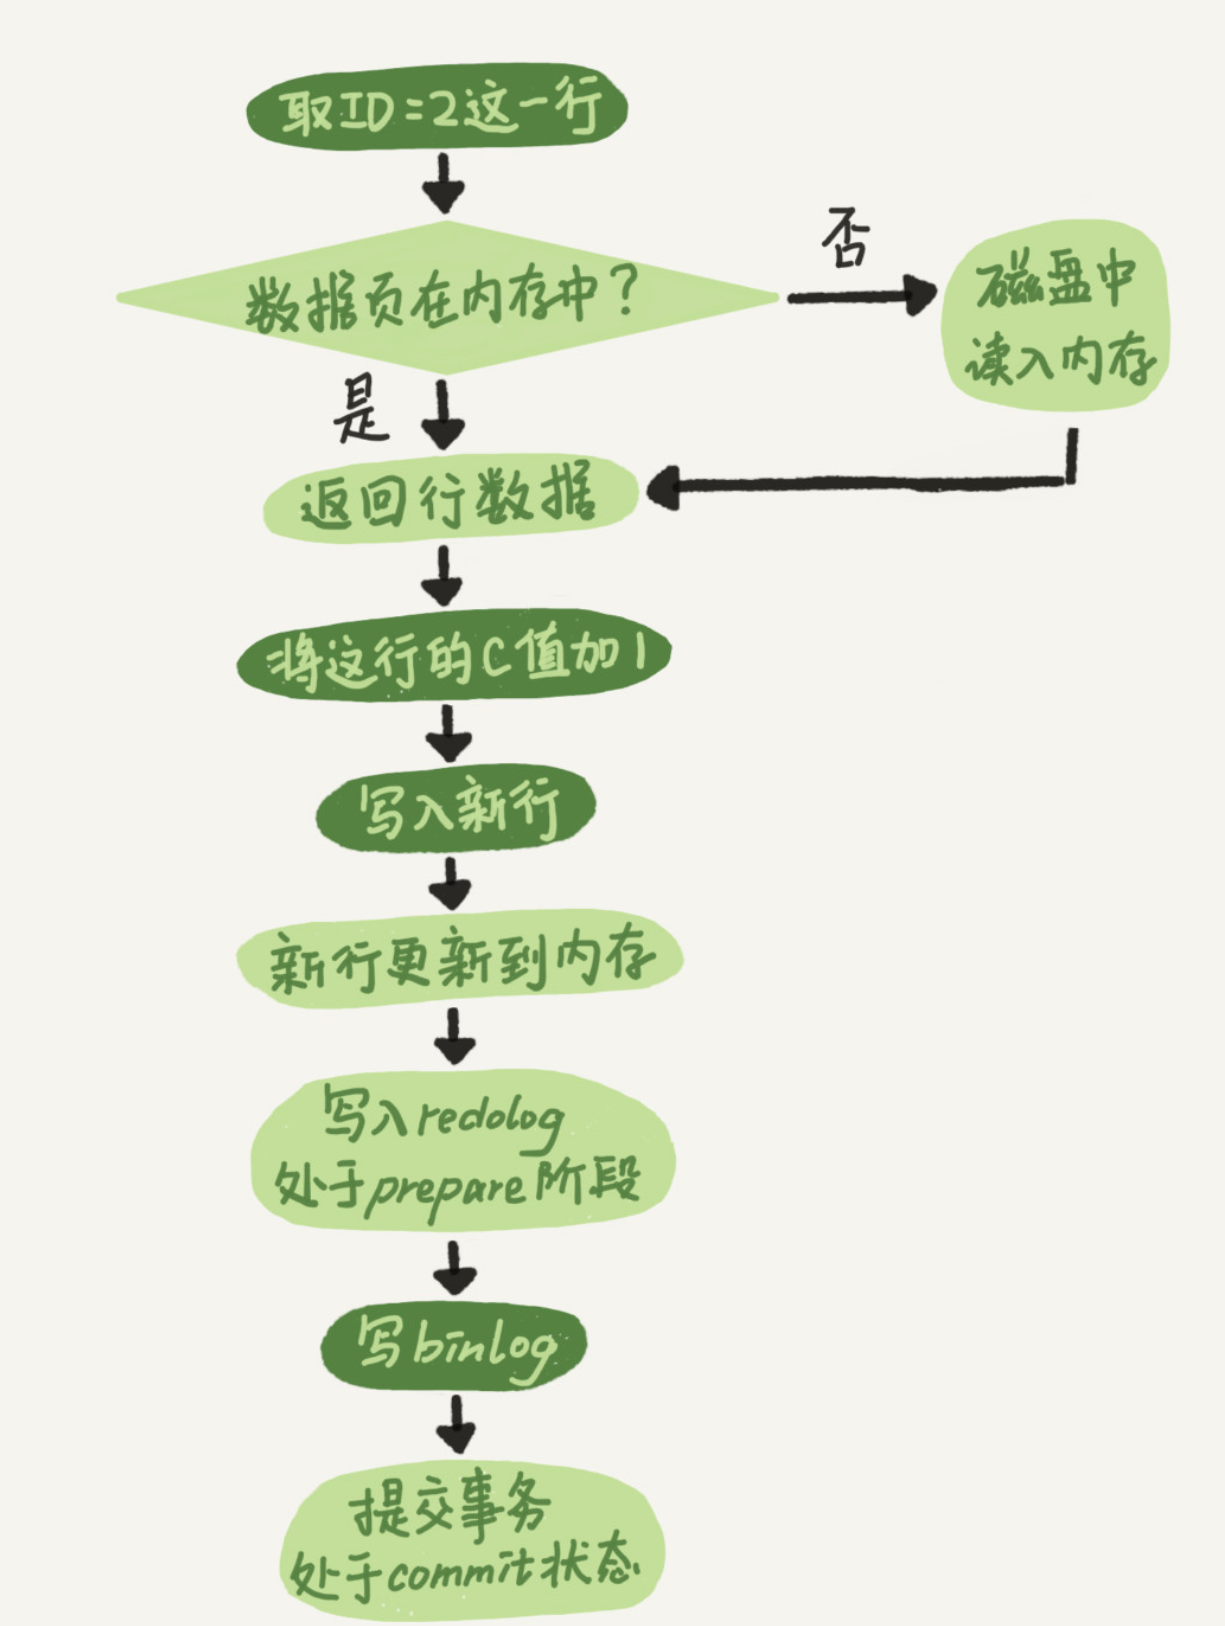 取ID=2这一行
数据页在内存中?
否
磁盘中
读入内存
是
返回行数据
将这行的C值加1
写入新行
新行更新到内存
写入redolog
处于prepare阶段
写binlog
提交事务
处于commit状态